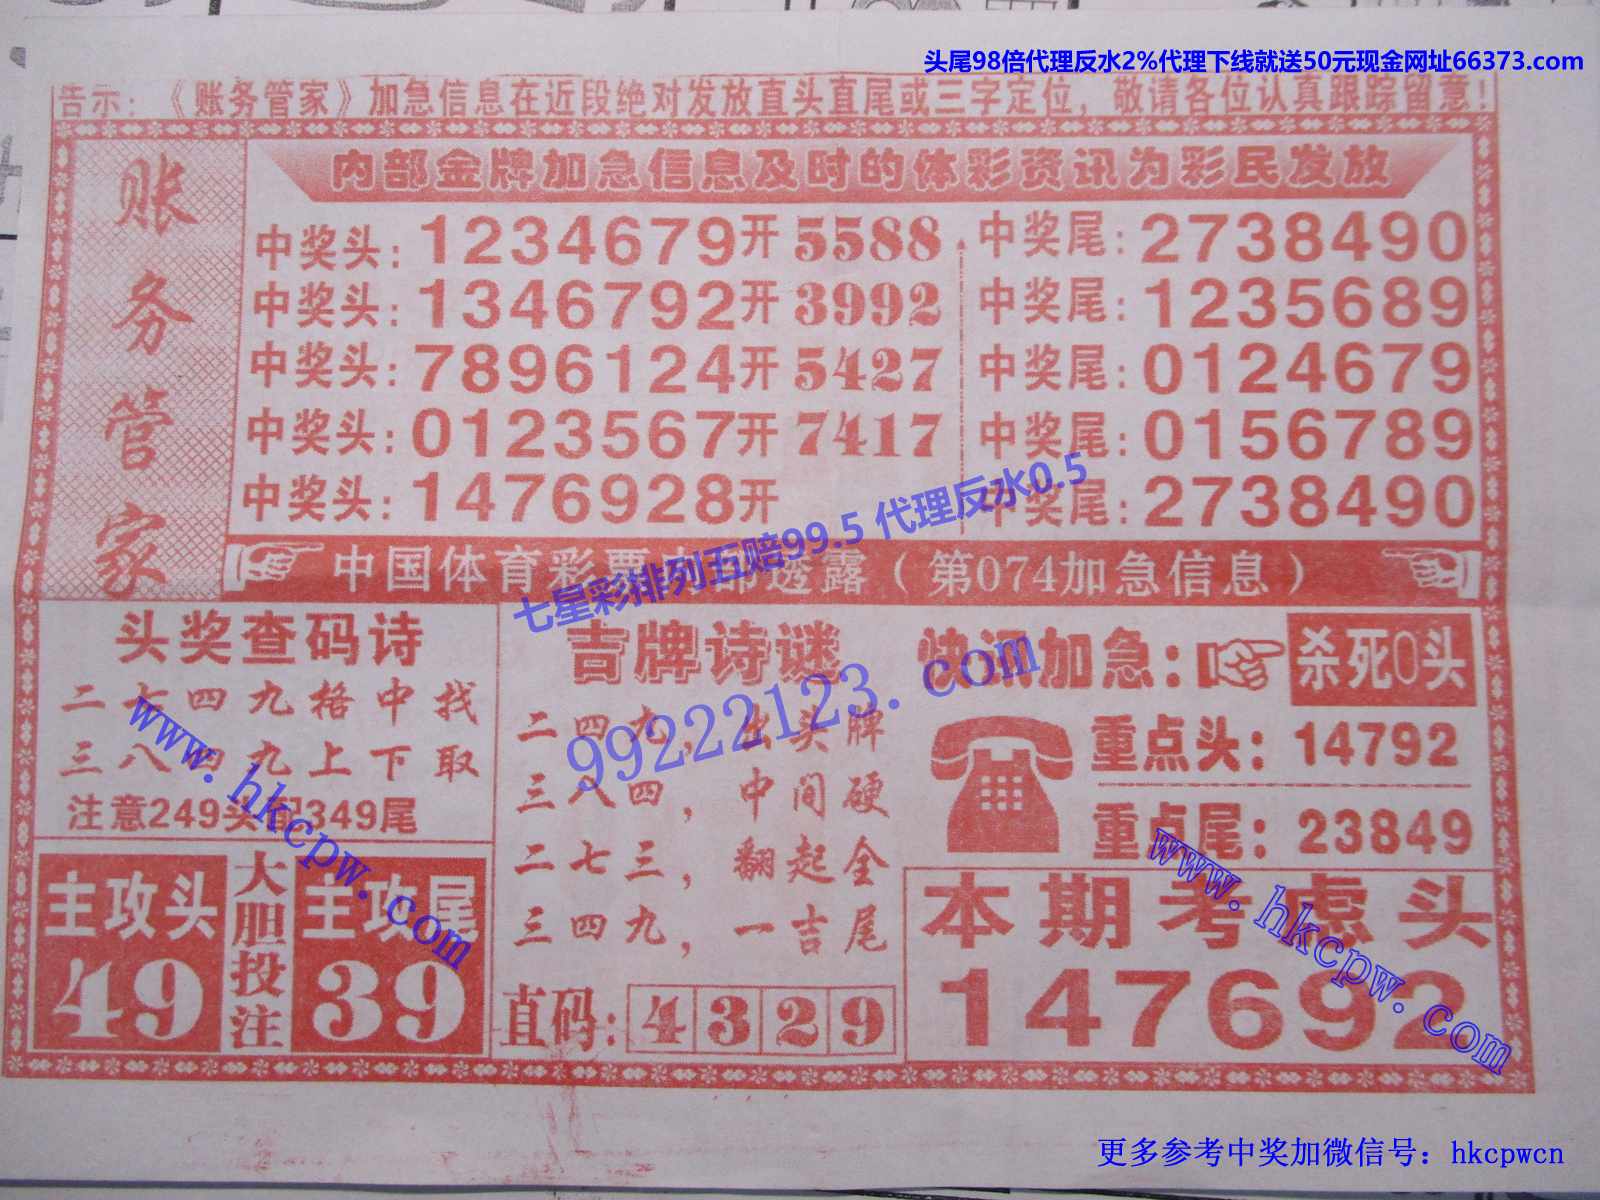 头尾98倍代理反水2%代理下线就送50元现金网址66373.com
告示：《账务管家》加急信息在近段绝对发放直头直尾或三字定位，敬请各位认真跟踪留意！
账务管家
内部金牌加急信息及时的体彩资讯为彩民发放
中奖头：1234679开5588 中奖尾：2738490
中奖头：1346792开3992 中奖尾：1235689
中奖头：7896124开5427 中奖尾：0124679
中奖头：0123567开7417 中奖尾：0156789
中奖头：1476928开 中奖尾：2738490
七星彩排列五赔99.5 代理反水0.5
中国体育彩票 部透露（第074加急信息）
头奖查码诗
二七四九格中找
三八四九上下取
注意249头配349尾
主攻头
49
大胆投注
主攻尾
39
吉牌诗谜
二四九，出头牌
三八四，中间硬
二七三，翻起全
三四九，一吉尾
直码：4329
快讯加急：杀死0头
重点头：14792
重点尾：23849
本期考虑头
147692
99222123.com
www.hkcpw.com
www.hkcpw.com
更多参考中奖加微信号：hkcpwcn